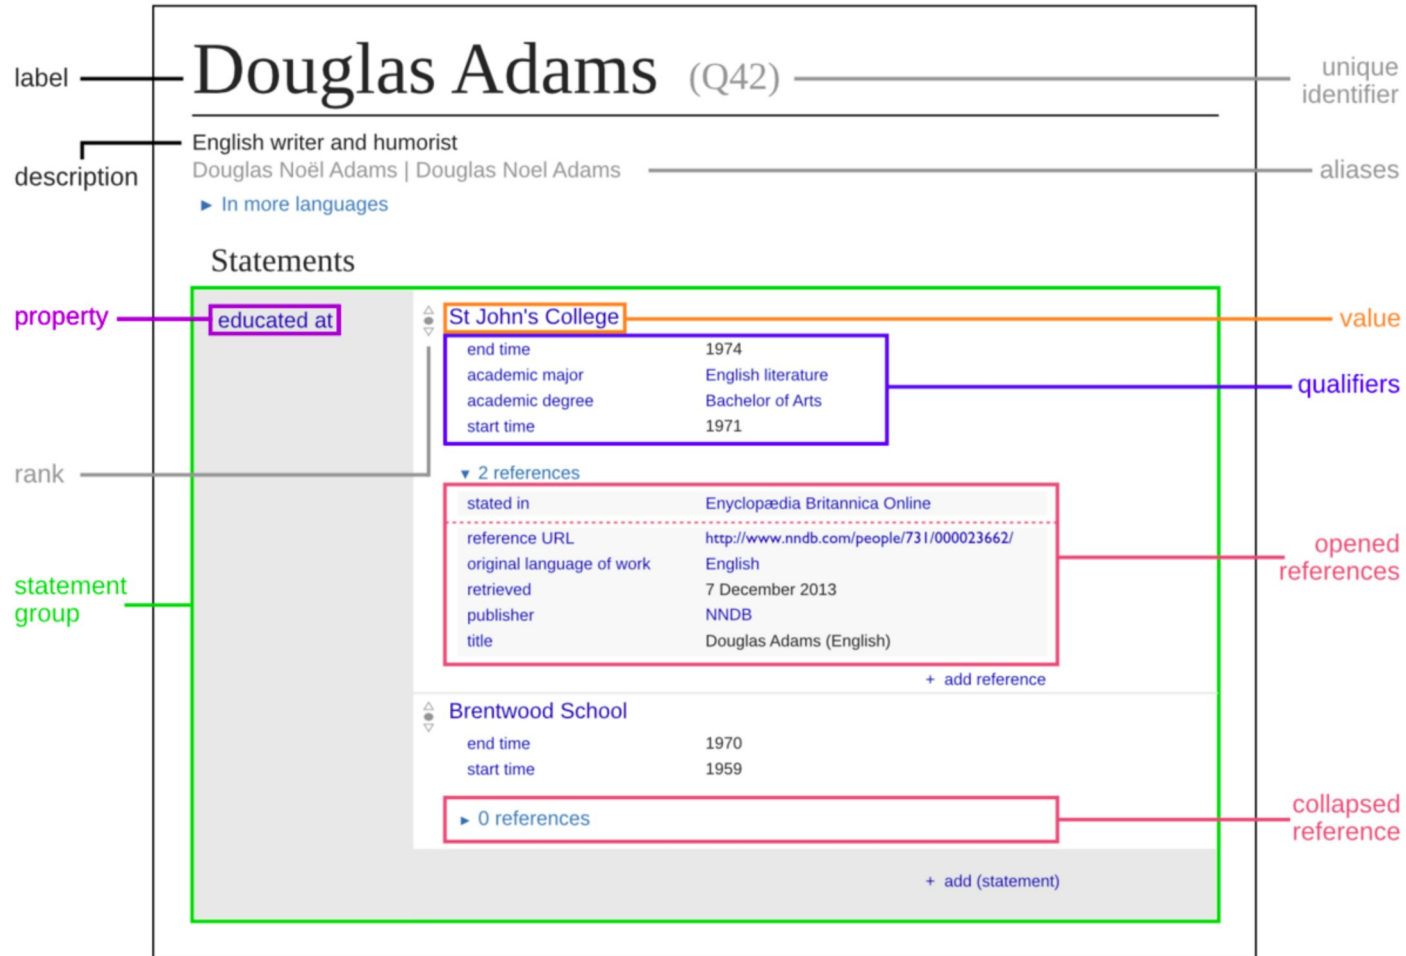 label
Douglas Adams (Q42)
unique
identifier
description
English writer and humorist
Douglas Noël Adams | Douglas Noel Adams
aliases
► In more languages
Statements
property
educated at
St John's College
value
end time 1974
academic major English literature
academic degree Bachelor of Arts
start time 1971
qualifiers
rank
▼ 2 references
stated in Enyclopædia Britannica Online
reference URL http://www.nndb.com/people/731/000023662/
original language of work English
retrieved 7 December 2013
publisher NNDB
title Douglas Adams (English)
opened
references
statement
group
+ add reference
Brentwood School
end time 1970
start time 1959
► 0 references
collapsed
reference
+ add (statement)